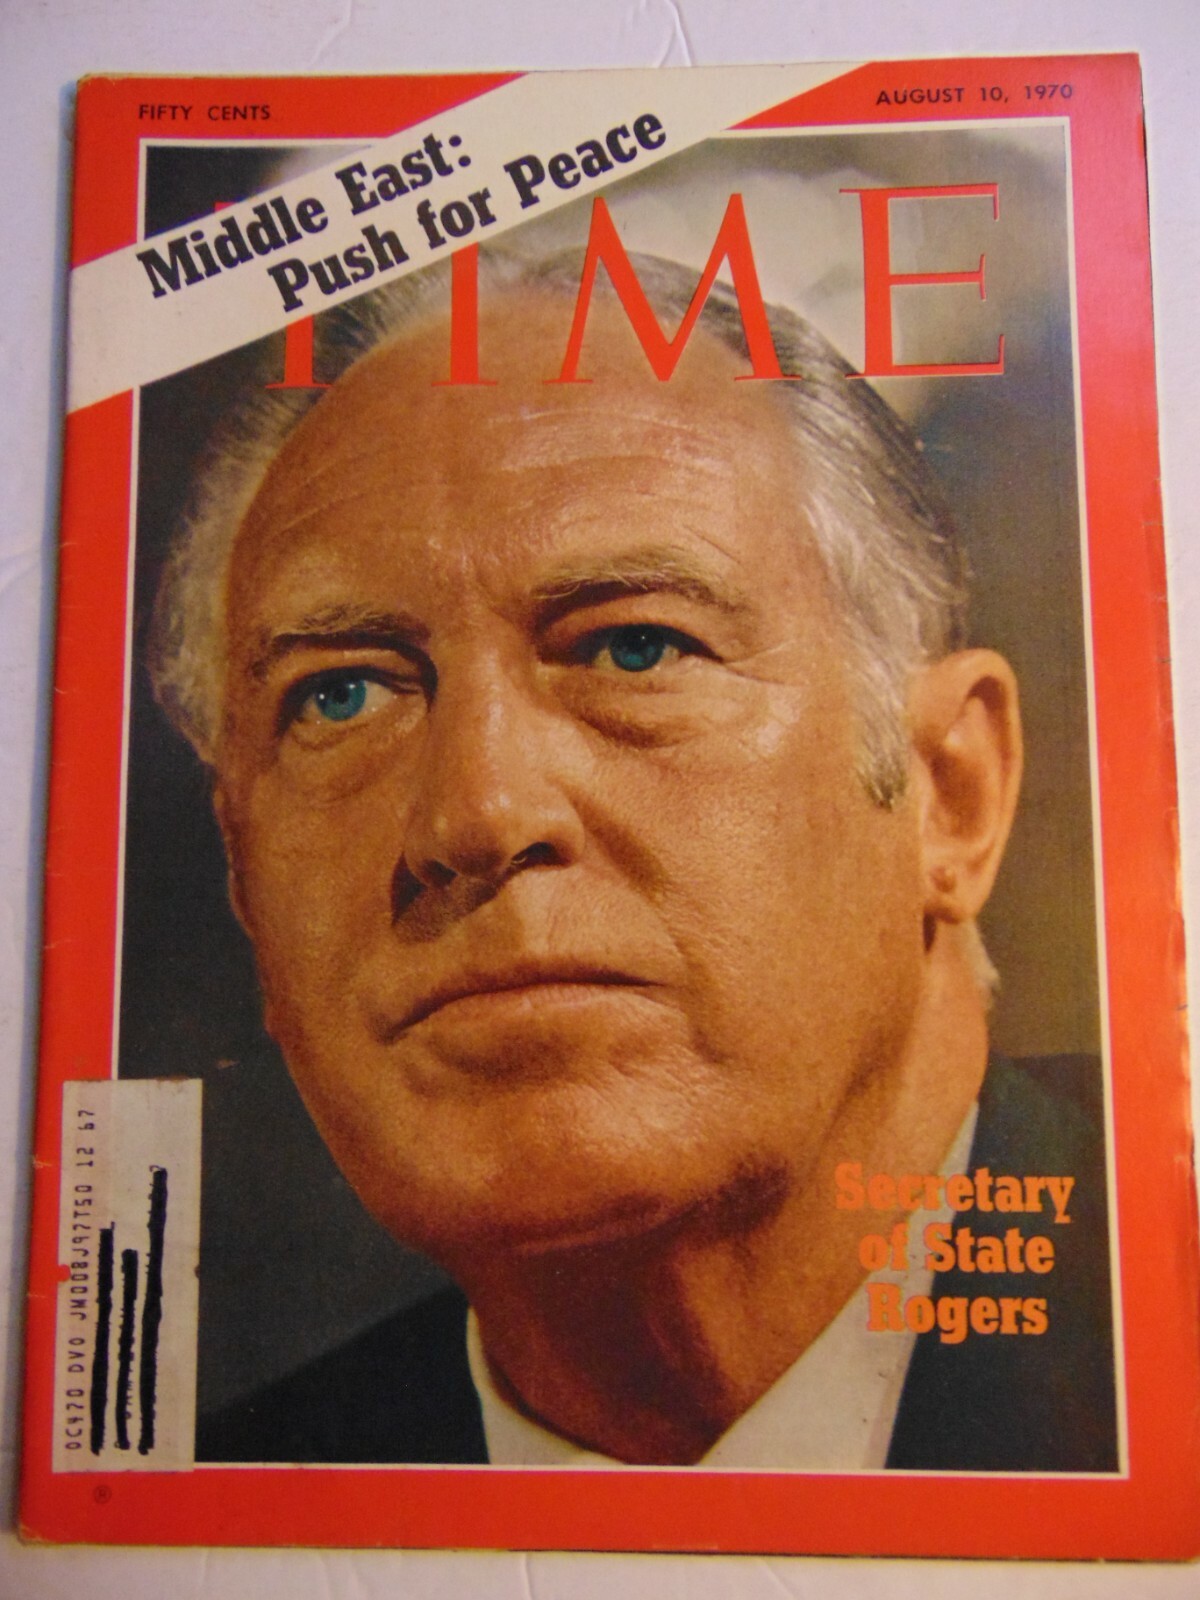 FIFTY CENTS
AUGUST 10, 1970
Middle East:
Push for Peace
TIME
Secretary
of State
Rogers
®